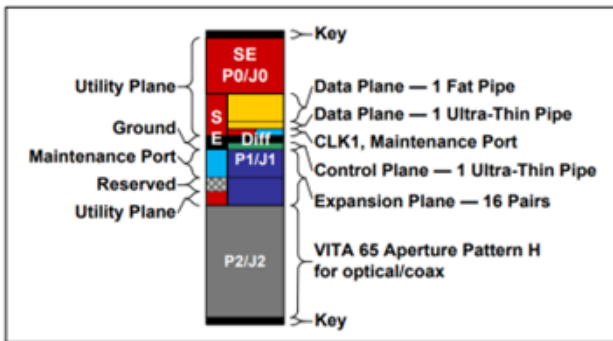 Key
SE
P0/J0
Utility Plane
Data Plane — 1 Fat Pipe
S
E
Data Plane — 1 Ultra-Thin Pipe
Ground
Diff
CLK1, Maintenance Port
Maintenance Port
P1/J1
Control Plane — 1 Ultra-Thin Pipe
Reserved
Expansion Plane — 16 Pairs
Utility Plane
VITA 65 Aperture Pattern H
for optical/coax
P2/J2
Key